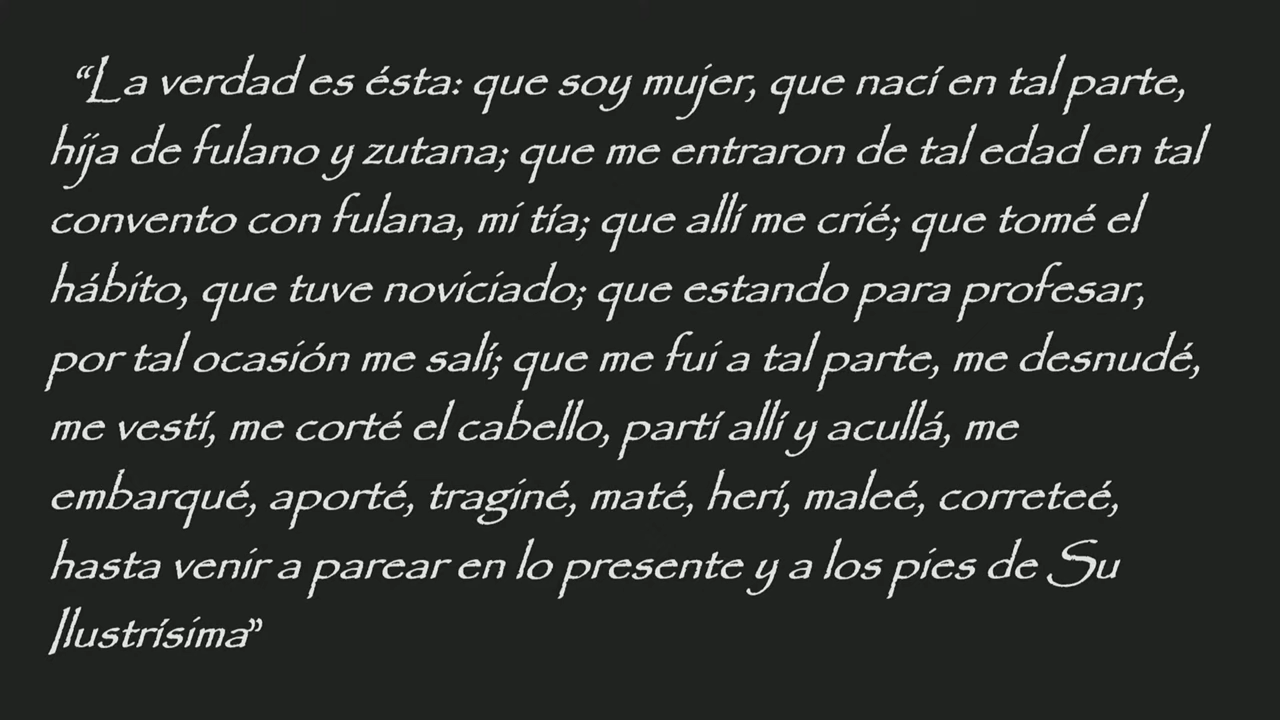 “La verdad es ésta: que soy mujer, que nací en tal parte,
hija de fulano y zutana; que me entraron de tal edad en tal
convento con fulana, mi tía; que allí me crié; que tomé el
hábito, que tuve noviciado; que estando para profesar,
por tal ocasión me salí; que me fui a tal parte, me desnudé,
me vestí, me corté el cabello, partí allí y acullá, me
embarqué, aporté, traginé, maté, herí, maleé, correteé,
hasta venir a parear en lo presente y a los pies de Su
Ilustrísima”